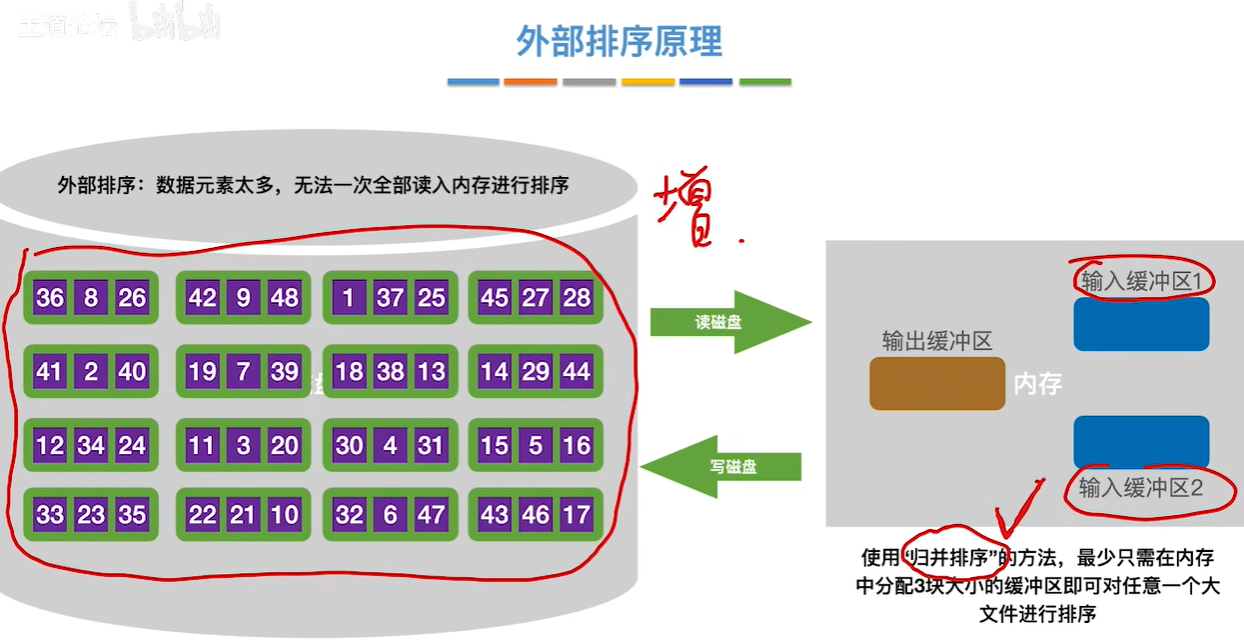 王道论坛 bilibili
外部排序原理
外部排序：数据元素太多，无法一次全部读入内存进行排序
增.
36 8 26 42 9 48 1 37 25 45 27 28
41 2 40 19 7 39 18 38 13 14 29 44
12 34 24 11 3 20 30 4 31 15 5 16
33 23 35 22 21 10 32 6 47 43 46 17
读磁盘
写磁盘
输入缓冲区1
输出缓冲区
内存
输入缓冲区2
使用“归并排序”的方法，最少只需在内存
中分配3块大小的缓冲区即可对任意一个大
文件进行排序